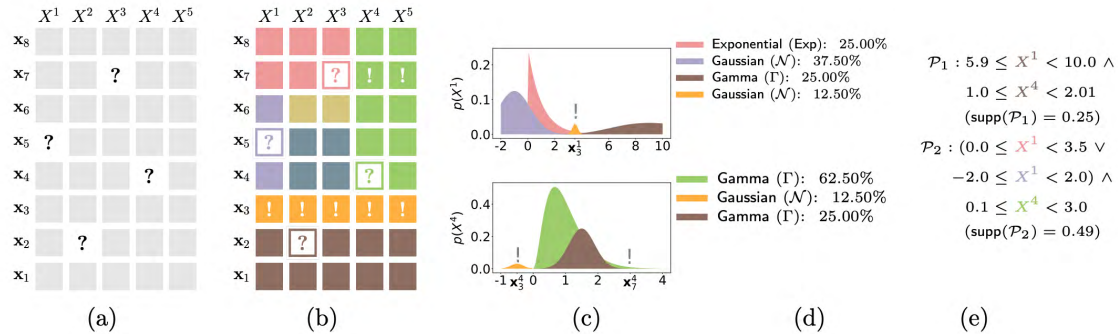 X¹ X² X³ X⁴ X⁵
x₈
x₇ ?
x₆
x₅ ?
x₄ ?
x₃
x₂ ?
x₁
(a)
X¹ X² X³ X⁴ X⁵
x₈
x₇ ? ! !
x₆
x₅ ?
x₄ ?
x₃ ! ! ! ! !
x₂ ?
x₁
(b)
p(X¹)
0.2
0.1
0.0
!
-2 0 2 4 6 8 10
x¹₃
p(X⁴)
0.4
0.2
0.0
! !
-1 0 1 2 3 4
x⁴₃ x⁴₇
(c)
Exponential (Exp): 25.00%
Gaussian (𝒩): 37.50%
Gamma (Γ): 25.00%
Gaussian (𝒩): 12.50%
Gamma (Γ): 62.50%
Gaussian (𝒩): 12.50%
Gamma (Γ): 25.00%
(d)
𝒫₁ : 5.9 ≤ X¹ < 10.0 ∧
1.0 ≤ X⁴ < 2.01
(supp(𝒫₁) = 0.25)
𝒫₂ : (0.0 ≤ X¹ < 3.5 ∨
−2.0 ≤ X¹ < 2.0) ∧
0.1 ≤ X⁴ < 3.0
(supp(𝒫₂) = 0.49)
(e)